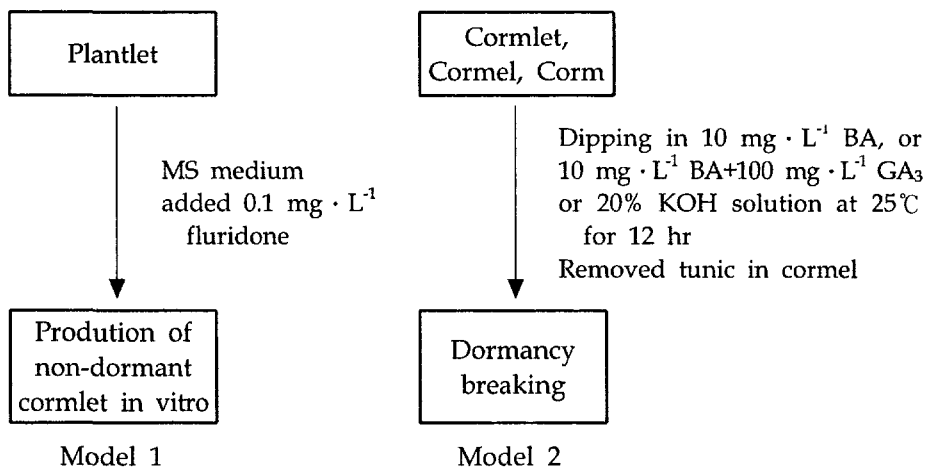 Plantlet
MS medium
added 0.1 mg · L⁻¹
fluridone
Prodution of
non-dormant
cormlet in vitro
Model 1
Cormlet,
Cormel, Corm
Dipping in 10 mg · L⁻¹ BA, or
10 mg · L⁻¹ BA+100 mg · L⁻¹ GA₃
or 20% KOH solution at 25℃
for 12 hr
Removed tunic in cormel
Dormancy
breaking
Model 2